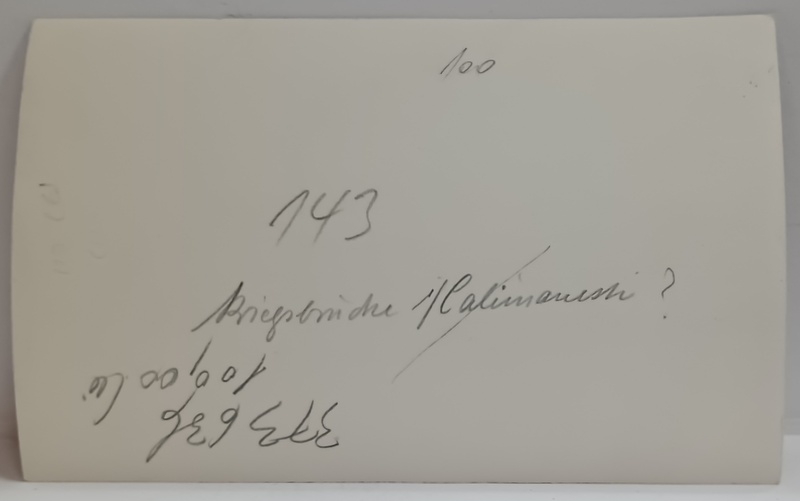 100
143
Kriegsbrücke i/Calimanesti ?
373636
100,00 lei